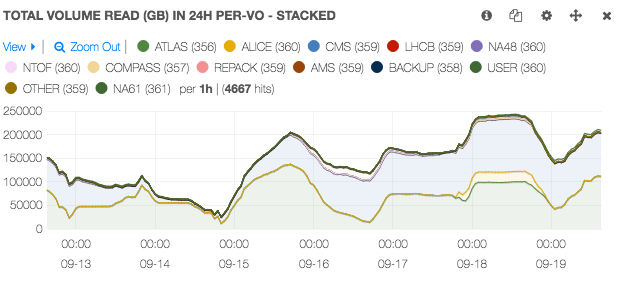 TOTAL VOLUME READ (GB) IN 24H PER-VO - STACKED
View | Zoom Out | ATLAS (356) ALICE (360) CMS (359) LHCB (359) NA48 (360)
NTOF (360) COMPASS (357) REPACK (359) AMS (359) BACKUP (358) USER (360)
OTHER (359) NA61 (361) per 1h | (4667 hits)
250000
200000
150000
100000
50000
0
00:00 00:00 00:00 00:00 00:00 00:00 00:00
09-13 09-14 09-15 09-16 09-17 09-18 09-19